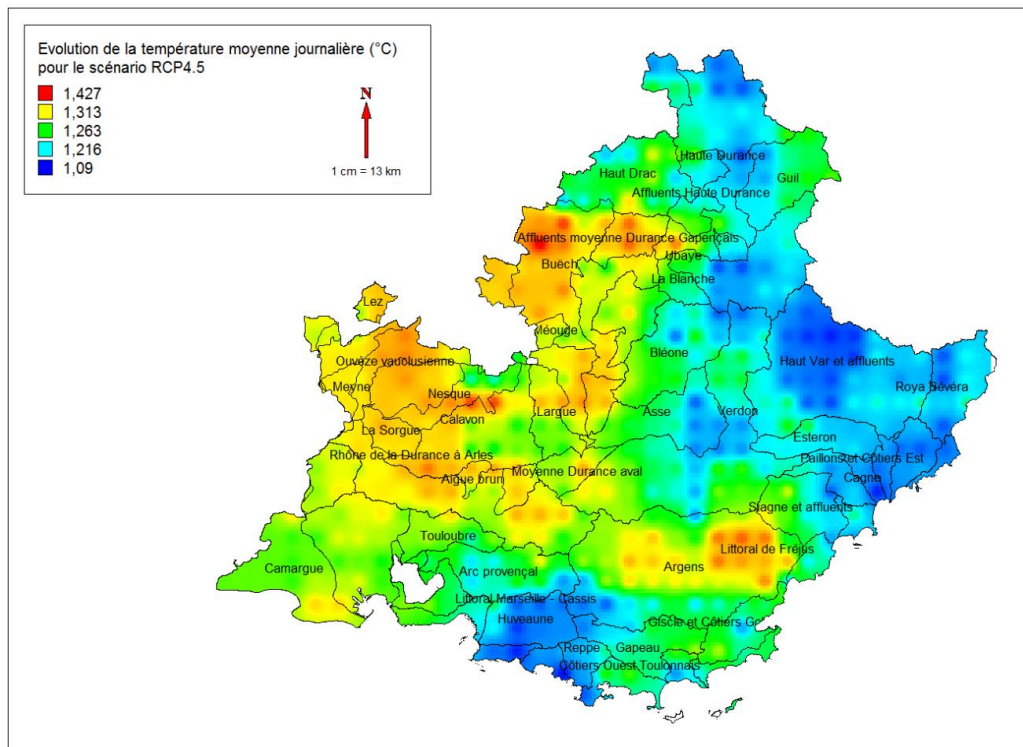 Evolution de la température moyenne journalière (°C)
pour le scénario RCP4.5
1,427
1,313
1,263
1,216
1,09
N
1 cm = 13 km
Haute Durance
Haut Drac
Guil
Affluents Haute Durance
Affluents moyenne Durance Gapençais
Ubaye
Buëch
La Blanche
Lez
Méouge
Bléone
Ouvèze vauclusienne
Haut Var et affluents
Meyne
Roya Bévéra
Nesque
Largue
Asse
Verdon
Calavon
La Sorgue
Esteron
Rhône de la Durance à Arles
Paillons et Côtiers Est
Aigue brun
Moyenne Durance aval
Cagne
Siagne et affluents
Touloubre
Littoral de Fréjus
Camargue
Arc provençal
Argens
Littoral Marseille - Cassis
Huveaune
Giscle et Côtiers Go
Reppe
Gapeau
Côtiers Ouest Toulonnais